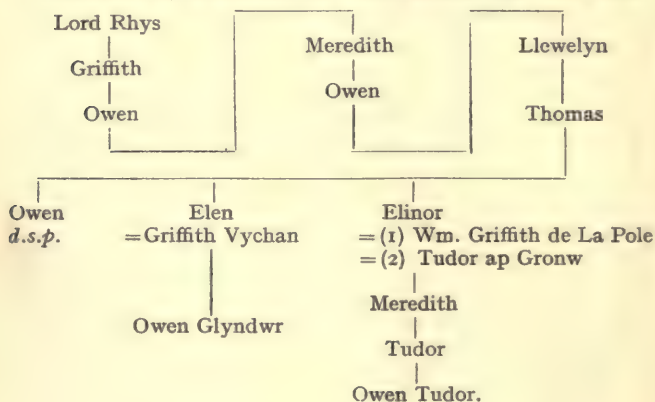 Lord Rhys Meredith Llewelyn
Griffith Owen Thomas
Owen
Owen Elen Elinor
d.s.p. =Griffith Vychan =(1) Wm. Griffith de La Pole
=(2) Tudor ap Gronw
Owen Glyndwr Meredith
Tudor
Owen Tudor.